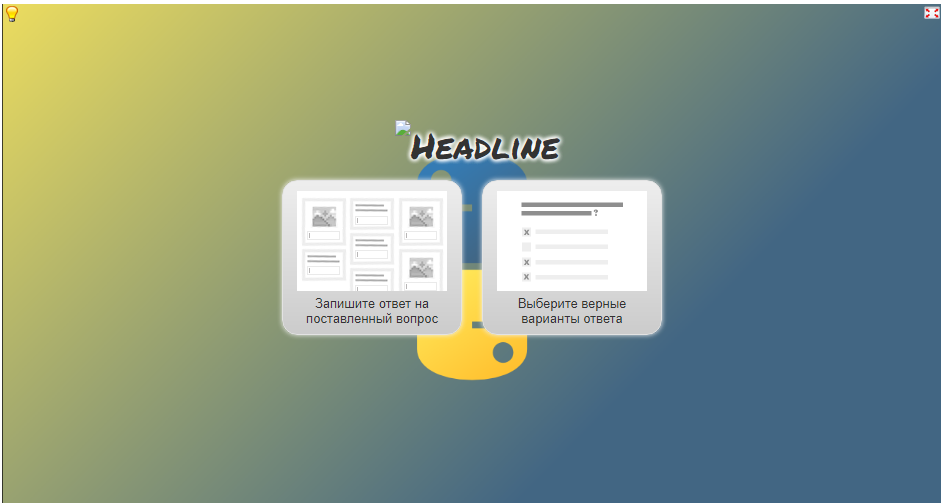 Headline
?
x
x
x
Запишите ответ на
поставленный вопрос
Выберите верные
варианты ответа